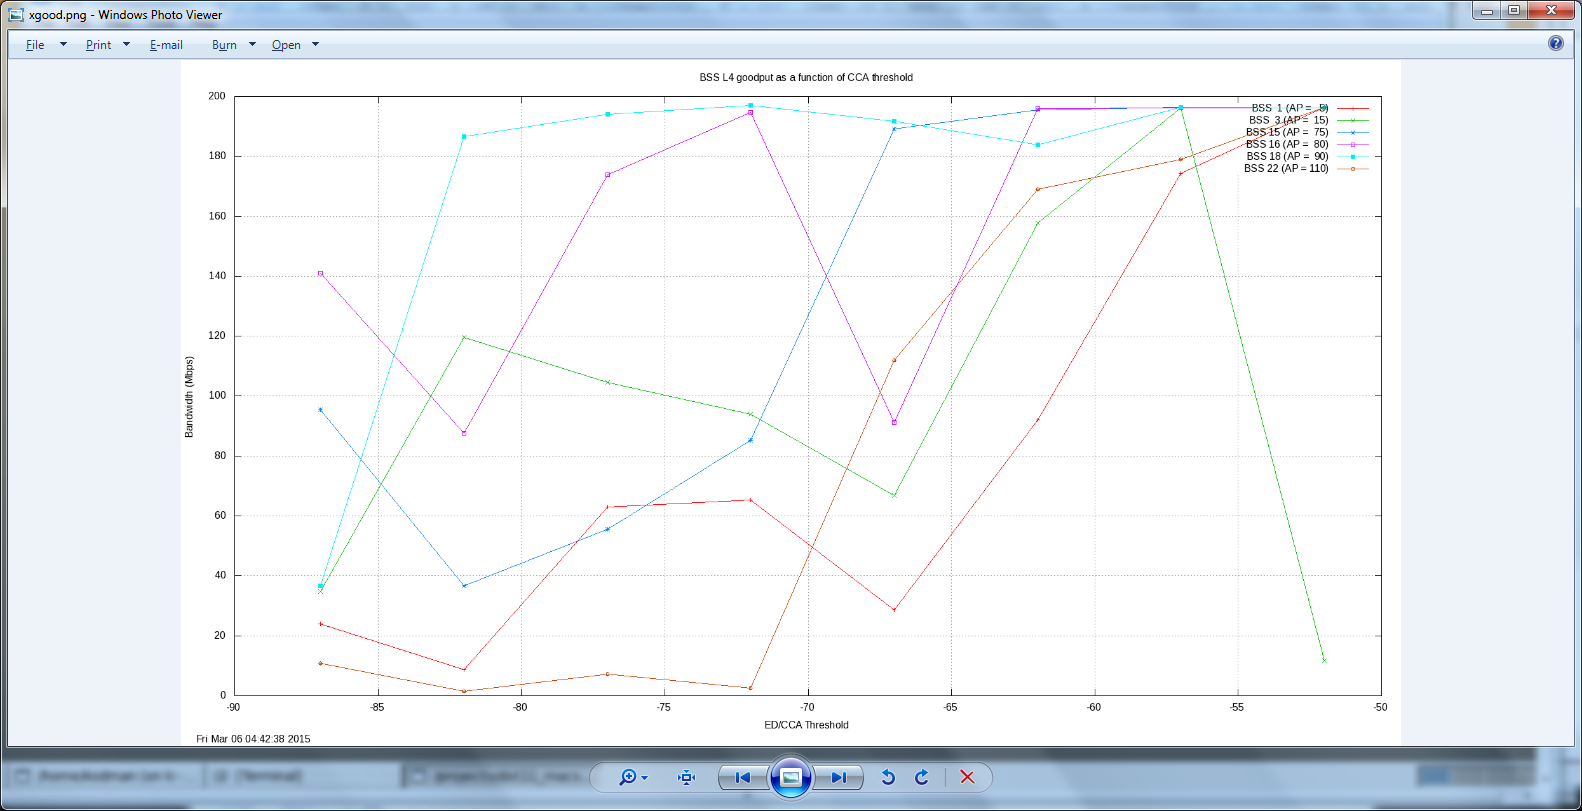 xgood.png - Windows Photo Viewer
File Print E-mail Burn Open
BSS L4 goodput as a function of CCA threshold
200
180
160
140
120
100
80
60
40
20
0
Bandwidth (Mbps)
BSS 1 (AP = 5)
BSS 3 (AP = 15)
BSS 15 (AP = 75)
BSS 16 (AP = 80)
BSS 18 (AP = 90)
BSS 22 (AP = 110)
-90 -85 -80 -75 -70 -65 -60 -55 -50
ED/CCA Threshold
Fri Mar 06 04:42:38 2015
[Terminal]